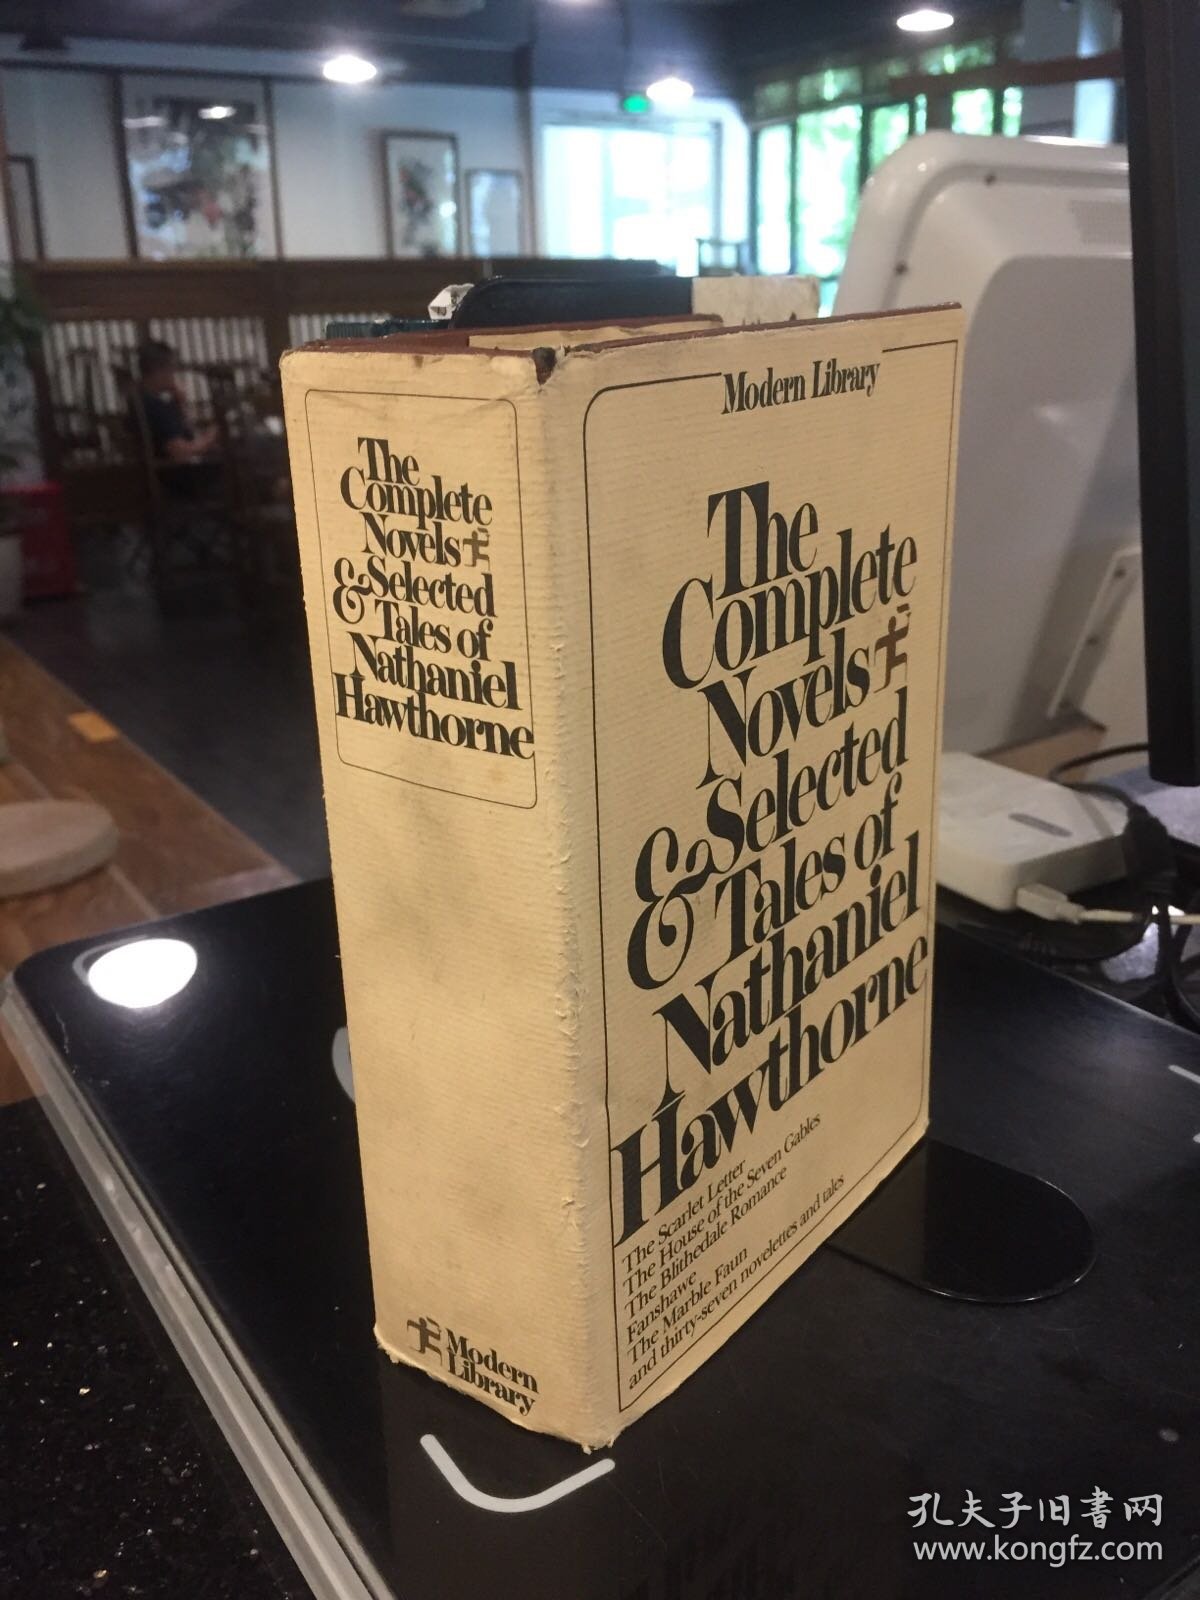 The
Complete
Novels
& Selected
Tales of
Nathaniel
Hawthorne
Modern
Library
Modern Library
The
Complete
Novels
& Selected
Tales of
Nathaniel
Hawthorne
The Scarlet Letter
The House of the Seven Gables
The Blithedale Romance
Fanshawe
The Marble Faun
and thirty-seven novelettes and tales
孔夫子旧書网
www.kongfz.com